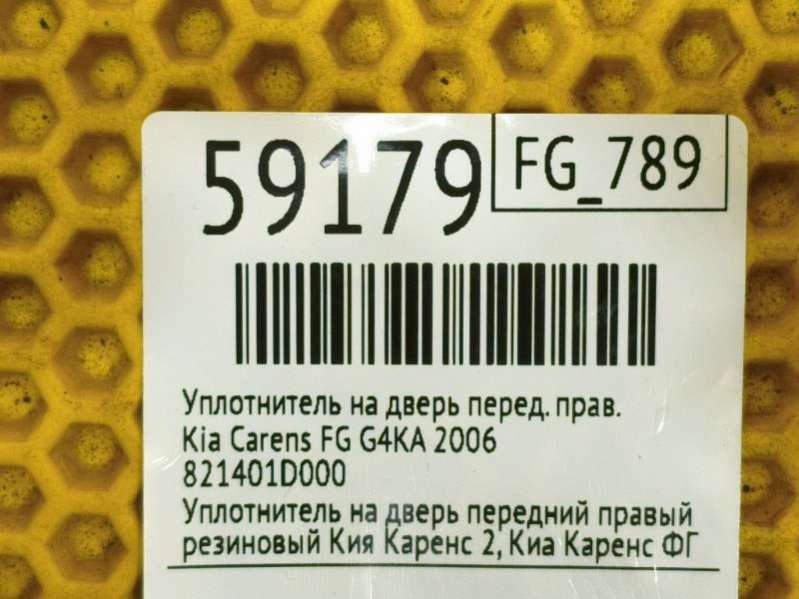 59179
FG_789
Уплотнитель на дверь перед. прав.
Kia Carens FG G4KA 2006
821401D000
Уплотнитель на дверь передний правый
резиновый Кия Каренс 2, Киа Каренс ФГ